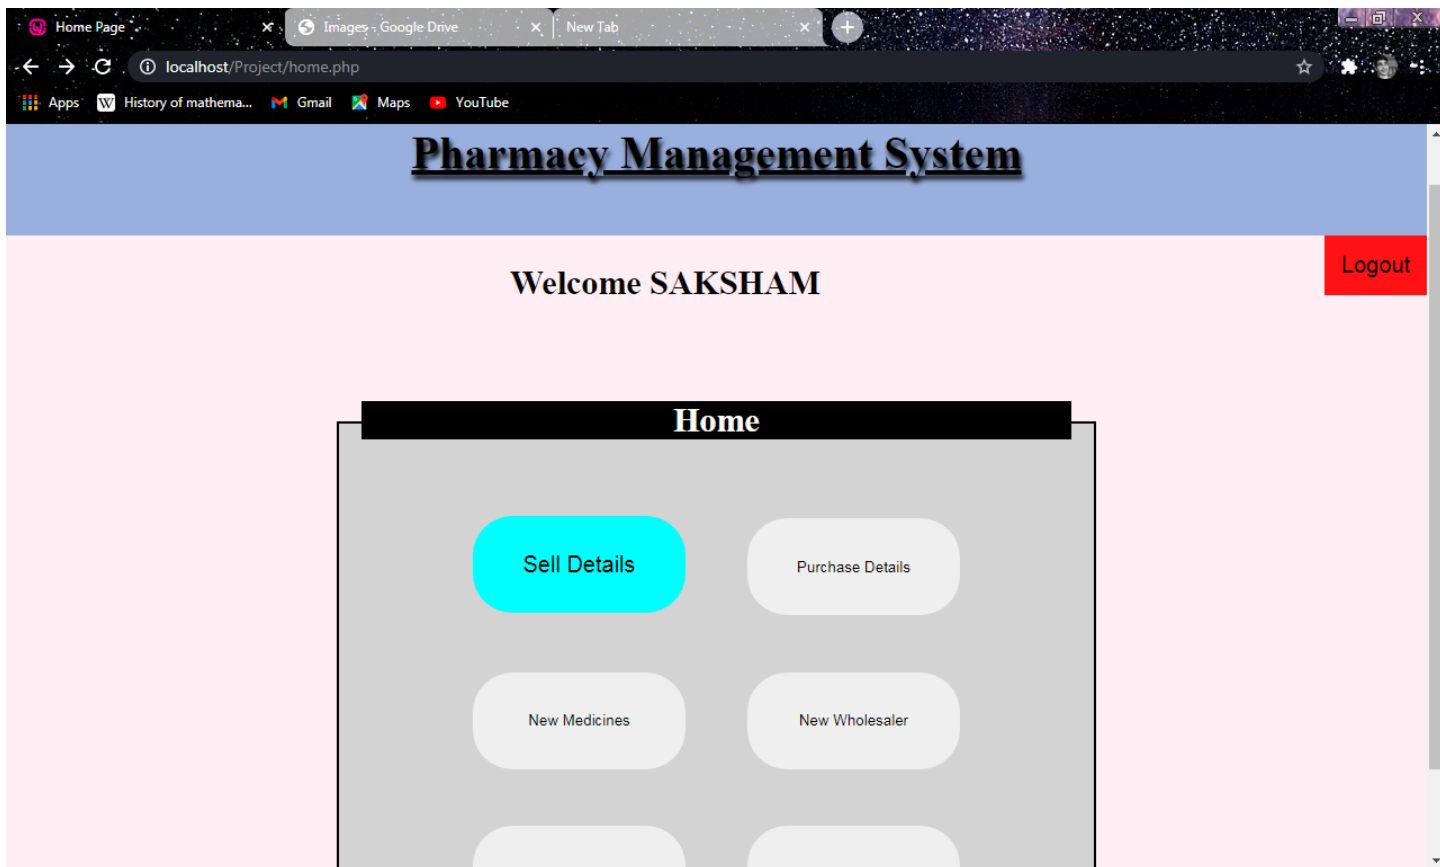 Home Page
Images - Google Drive
New Tab
localhost/Project/home.php
Apps
History of mathema...
Gmail
Maps
YouTube
Pharmacy Management System
Logout
Welcome SAKSHAM
Home
Sell Details
Purchase Details
New Medicines
New Wholesaler